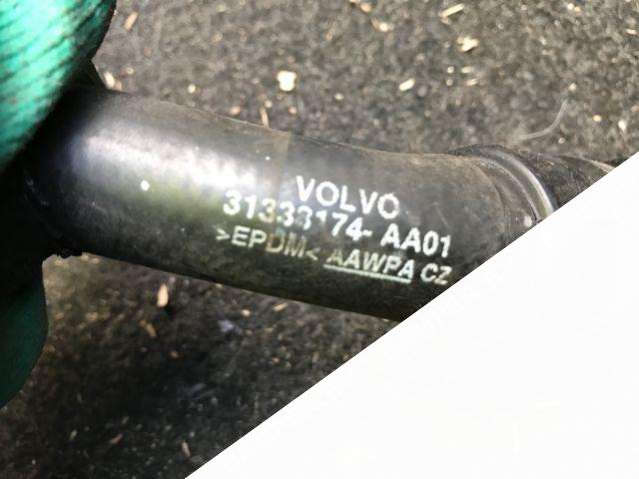 VOLVO
31338174- AA01
>EPDM< AAWPA CZ